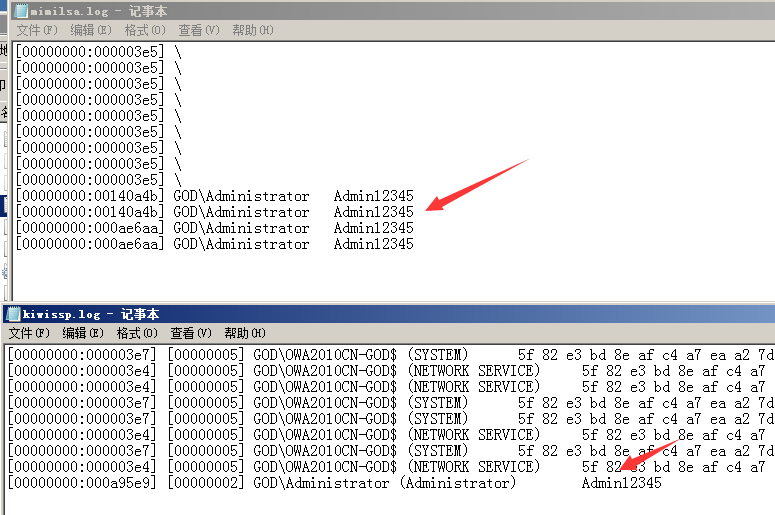 mimilsa.log - 记事本
文件(F) 编辑(E) 格式(O) 查看(V) 帮助(H)
[00000000:000003e5] \
[00000000:000003e5] \
[00000000:000003e5] \
[00000000:000003e5] \
[00000000:000003e5] \
[00000000:000003e5] \
[00000000:000003e5] \
[00000000:000003e5] \
[00000000:000003e5] \
[00000000:00140a4b] GOD\Administrator Admin12345
[00000000:00140a4b] GOD\Administrator Admin12345
[00000000:000ae6aa] GOD\Administrator Admin12345
[00000000:000ae6aa] GOD\Administrator Admin12345
kiwissp.log - 记事本
文件(F) 编辑(E) 格式(O) 查看(V) 帮助(H)
[00000000:000003e7] [00000005] GOD\OWA2010CN-GOD$ (SYSTEM) 5f 82 e3 bd 8e af c4 a7 ea a2 7d
[00000000:000003e4] [00000005] GOD\OWA2010CN-GOD$ (NETWORK SERVICE) 5f 82 e3 bd 8e af c4 a7
[00000000:000003e4] [00000005] GOD\OWA2010CN-GOD$ (NETWORK SERVICE) 5f 82 e3 bd 8e af c4 a7
[00000000:000003e7] [00000005] GOD\OWA2010CN-GOD$ (SYSTEM) 5f 82 e3 bd 8e af c4 a7 ea a2 7d
[00000000:000003e7] [00000005] GOD\OWA2010CN-GOD$ (SYSTEM) 5f 82 e3 bd 8e af c4 a7 ea a2 7d
[00000000:000003e4] [00000005] GOD\OWA2010CN-GOD$ (NETWORK SERVICE) 5f 82 e3 bd 8e af c4 a7
[00000000:000003e7] [00000005] GOD\OWA2010CN-GOD$ (SYSTEM) 5f 82 e3 bd 8e af c4 a7 ea a2 7d
[00000000:000003e4] [00000005] GOD\OWA2010CN-GOD$ (NETWORK SERVICE) 5f 82 e3 bd 8e af c4 a7
[00000000:000a95e9] [00000002] GOD\Administrator (Administrator) Admin12345